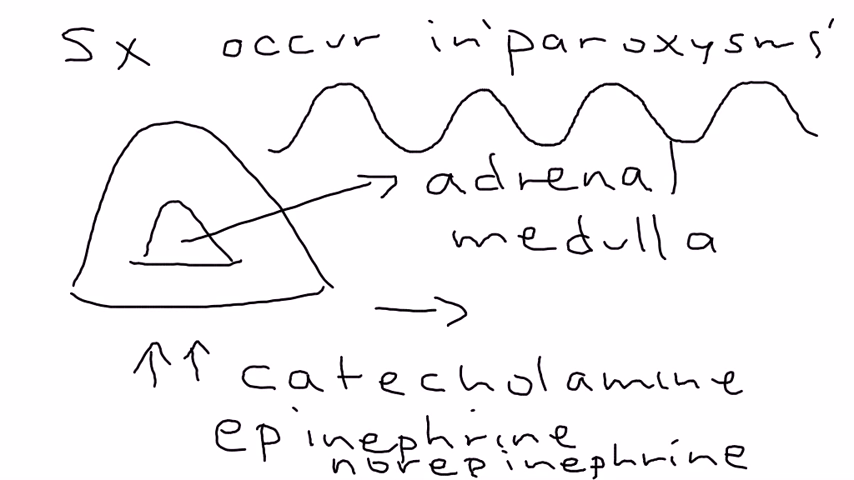 Sx occur in "paroxysms"
adrenal
medulla
↑↑ catecholamine
epinephrine
norepinephrine